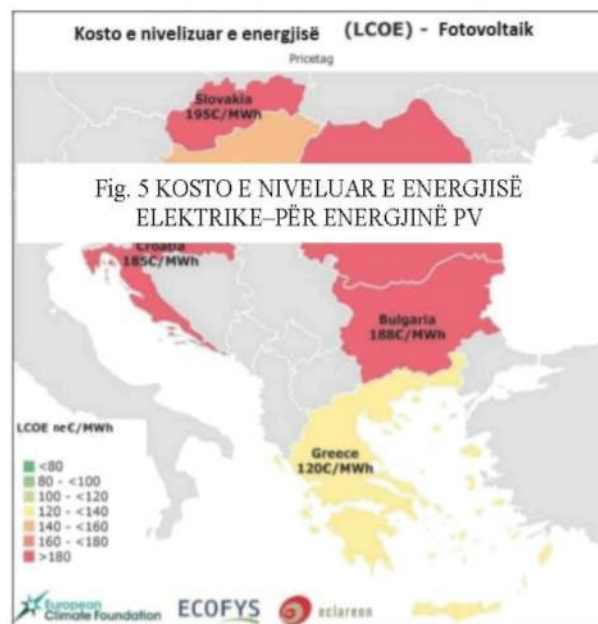 Kosto e nivelizuar e energjisë (LCOE) - Fotovoltaik
Pricetag
Slovakia
195€/MWh
Fig. 5 KOSTO E NIVELUAR E ENERGJISË
ELEKTRIKE–PËR ENERGJINË PV
Croatia
185€/MWh
Bulgaria
188€/MWh
Greece
120€/MWh
LCOE ne€/MWh
<80
80 - <100
100 - <120
120 - <140
140 - <160
160 - <180
>180
European
Climate Foundation
ECOFYS
eclareon